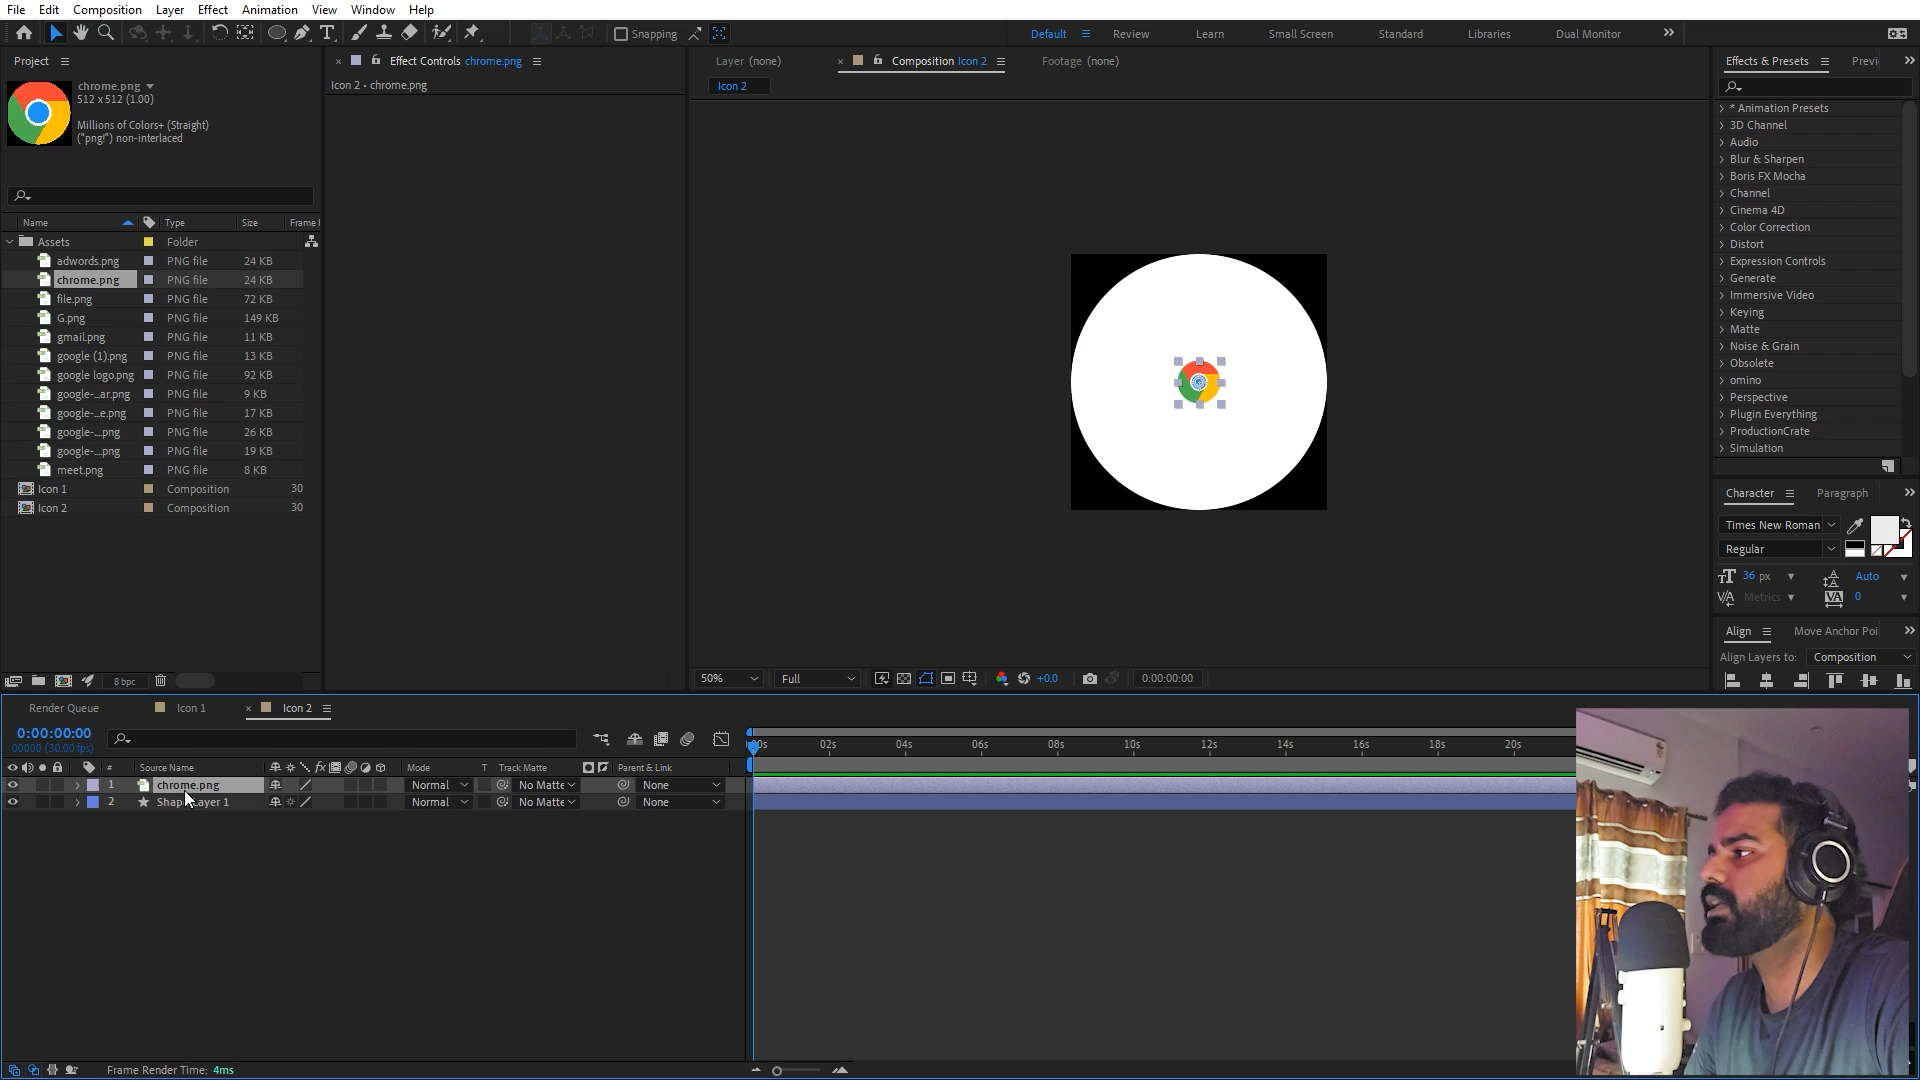 File Edit Composition Layer Effect Animation View Window Help
Snapping
Default Review Learn Small Screen Standard Libraries Dual Monitor
Project
Effect Controls chrome.png
Layer (none) Composition Icon 2 Footage (none)
Effects & Presets
chrome.png
512 x 512 (1.00)
Millions of Colors+ (Straight)
("png!") non-interlaced
Icon 2 • chrome.png
Icon 2
Name Type Size Frame
Assets Folder
adwords.png PNG file 24 KB
chrome.png PNG file 24 KB
file.png PNG file 72 KB
G.png PNG file 149 KB
gmail.png PNG file 11 KB
google (1).png PNG file 13 KB
google logo.png PNG file 92 KB
google-...ar.png PNG file 9 KB
google-...e.png PNG file 17 KB
google-....png PNG file 26 KB
google-....png PNG file 19 KB
meet.png PNG file 8 KB
Icon 1 Composition 30
Icon 2 Composition 30
8 bpc
50% Full +0.0 0:00:00:00
* Animation Presets
3D Channel
Audio
Blur & Sharpen
Boris FX Mocha
Channel
Cinema 4D
Color Correction
Distort
Expression Controls
Generate
Immersive Video
Keying
Matte
Noise & Grain
Obsolete
omino
Perspective
Plugin Everything
ProductionCrate
Simulation
Character Paragraph
Times New Roman
Regular
36 px Auto
Metrics 0
Align Move Anchor Poi
Align Layers to: Composition
Render Queue Icon 1 Icon 2
0:00:00:00
00000 (30.00 fps)
00s 02s 04s 06s 08s 10s 12s 14s 16s 18s 20s
# Source Name fx Mode T Track Matte Parent & Link
1 chrome.png Normal No Matte None
2 Shape Layer 1 Normal No Matte None
Frame Render Time: 4ms